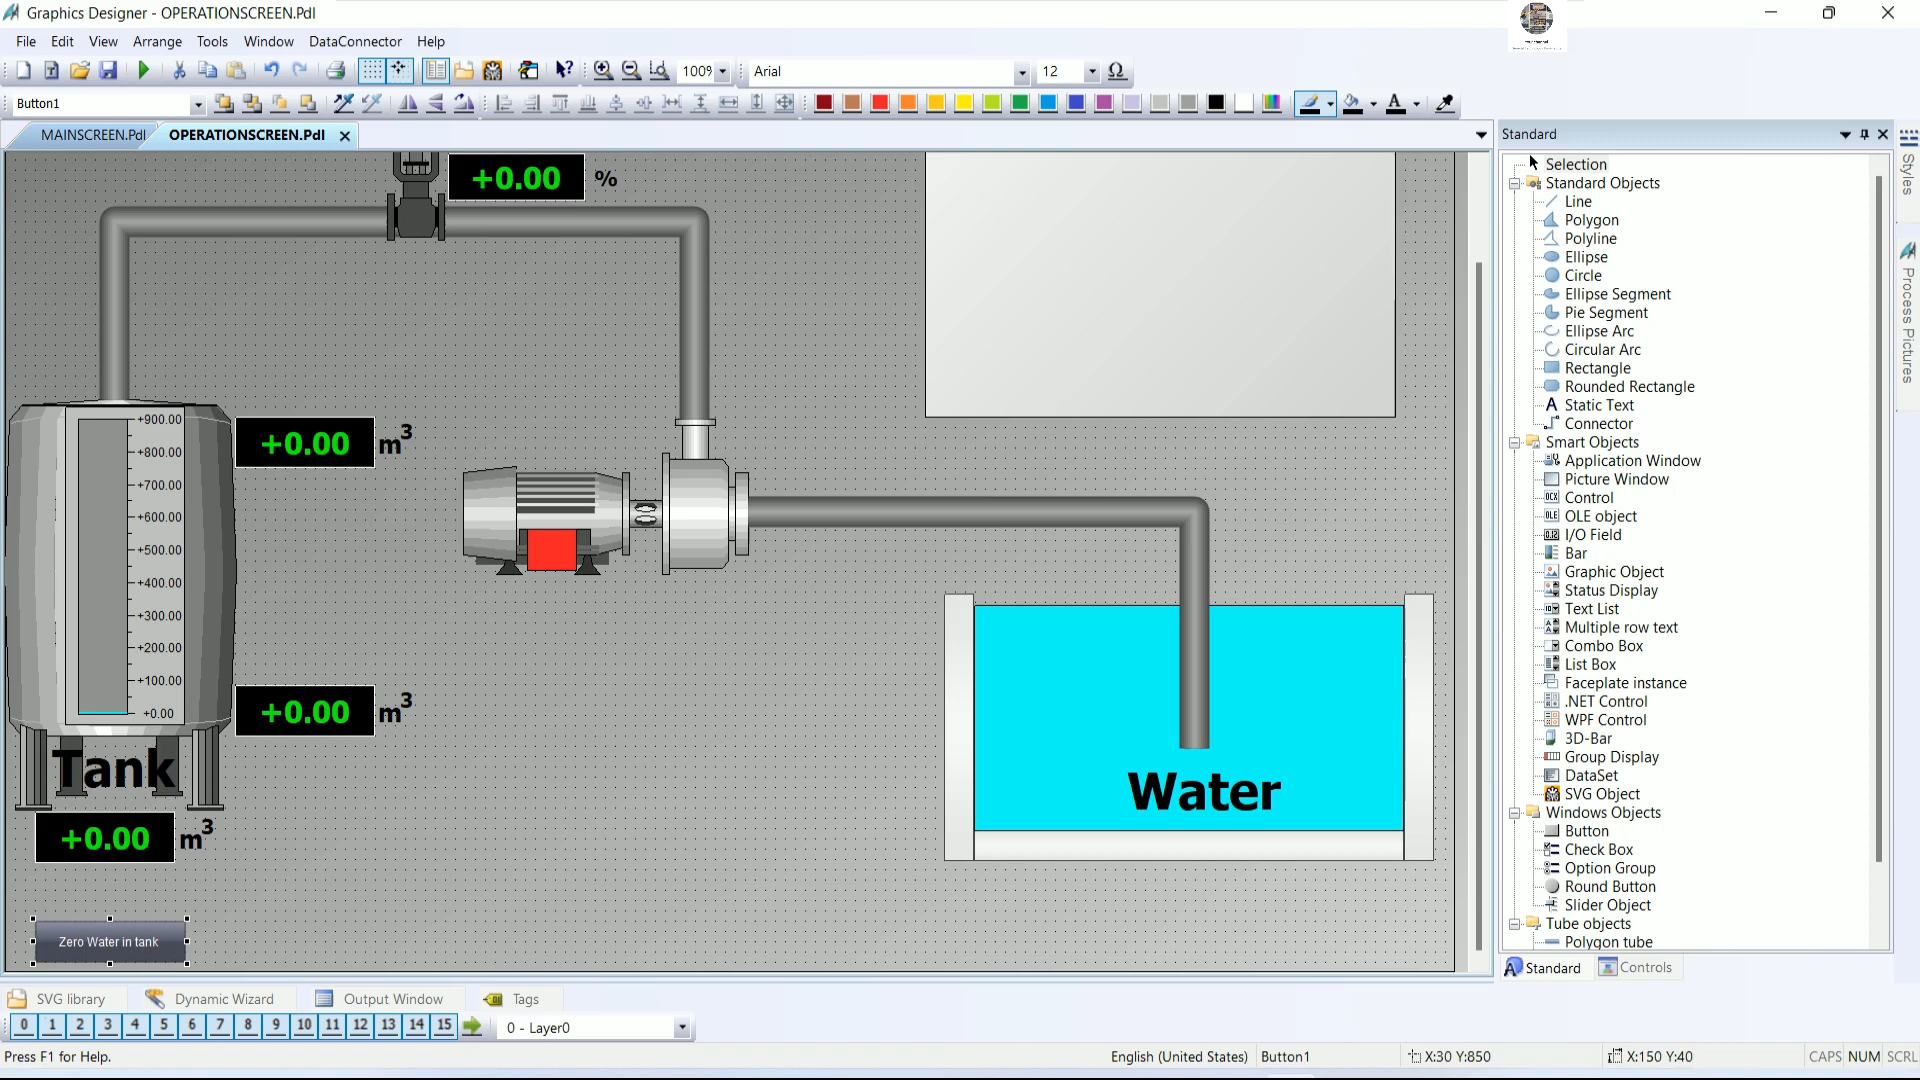 Graphics Designer - OPERATIONSCREEN.Pdl
File Edit View Arrange Tools Window DataConnector Help
100% Arial 12 Ω
Button1
MAINSCREEN.Pdl OPERATIONSCREEN.Pdl
+0.00 %
+900.00
+800.00
+700.00
+600.00
+500.00
+400.00
+300.00
+200.00
+100.00
+0.00
+0.00 m³
+0.00 m³
Tank
+0.00 m³
Zero Water in tank
Water
Standard
Selection
Standard Objects
Line
Polygon
Polyline
Ellipse
Circle
Ellipse Segment
Pie Segment
Ellipse Arc
Circular Arc
Rectangle
Rounded Rectangle
A Static Text
Connector
Smart Objects
Application Window
Picture Window
OCX Control
OLE OLE object
0.12 I/O Field
Bar
Graphic Object
Status Display
Text List
Multiple row text
Combo Box
List Box
Faceplate instance
.NET Control
WPF Control
3D-Bar
Group Display
DataSet
SVG Object
Windows Objects
Button
Check Box
Option Group
Round Button
Slider Object
Tube objects
Polygon tube
Standard Controls
Styles
Process Pictures
SVG library Dynamic Wizard Output Window Tags
0 1 2 3 4 5 6 7 8 9 10 11 12 13 14 15 0 - Layer0
Press F1 for Help. English (United States) Button1 X:30 Y:850 X:150 Y:40 CAPS NUM SCRL